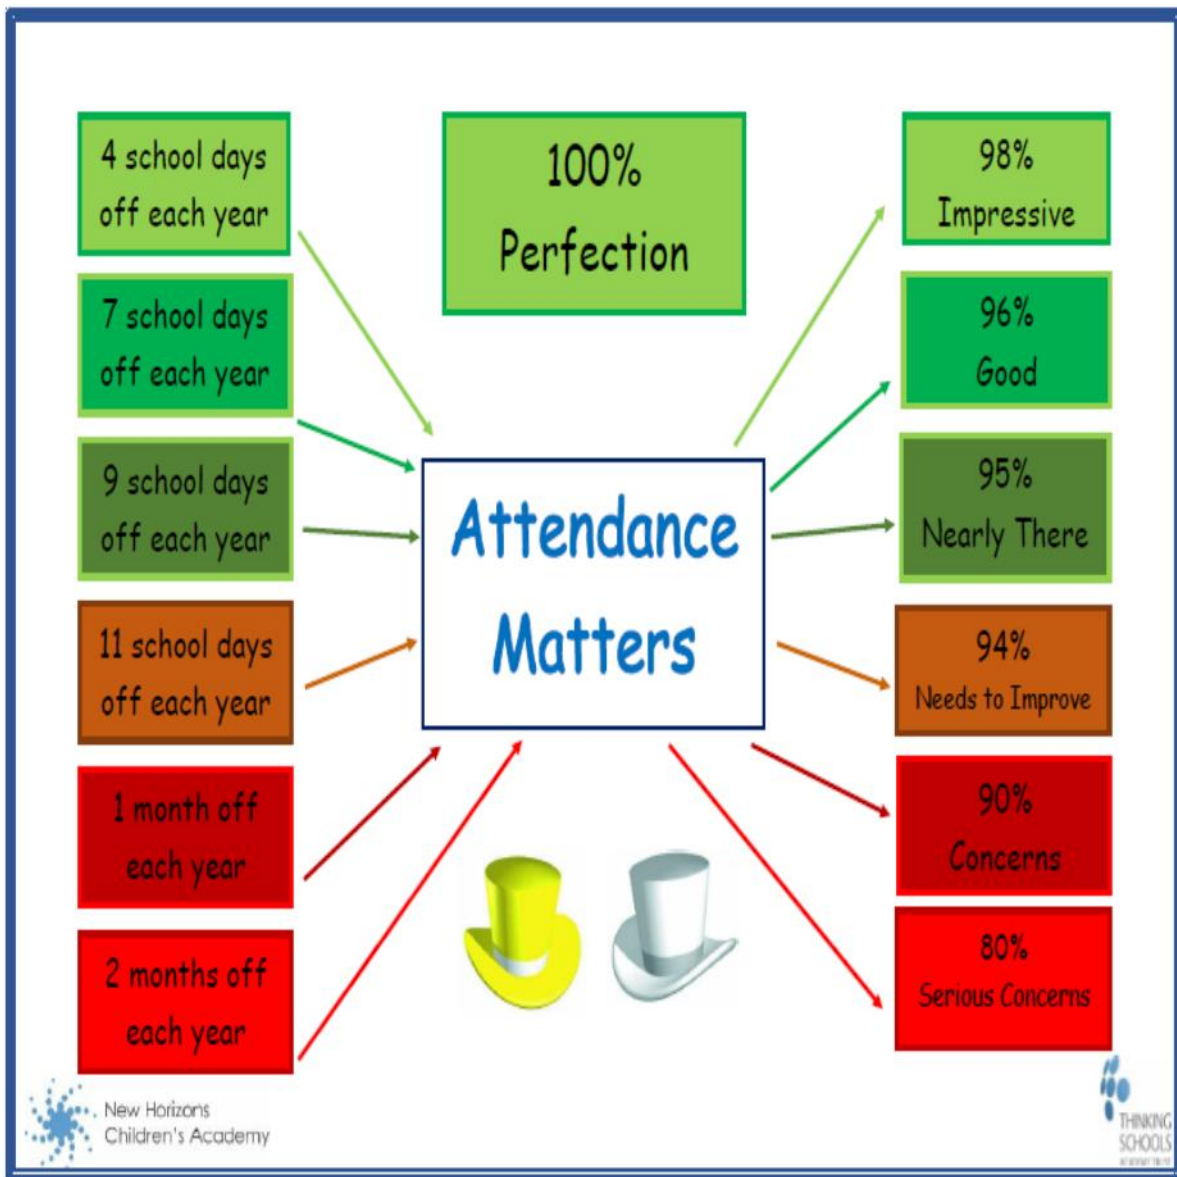 4 school days
off each year
7 school days
off each year
9 school days
off each year
11 school days
off each year
1 month off
each year
2 months off
each year
100%
Perfection
Attendance
Matters
98%
Impressive
96%
Good
95%
Nearly There
94%
Needs to Improve
90%
Concerns
80%
Serious Concerns
New Horizons
Children's Academy
THINKING
SCHOOLS
ACADEMY TRUST